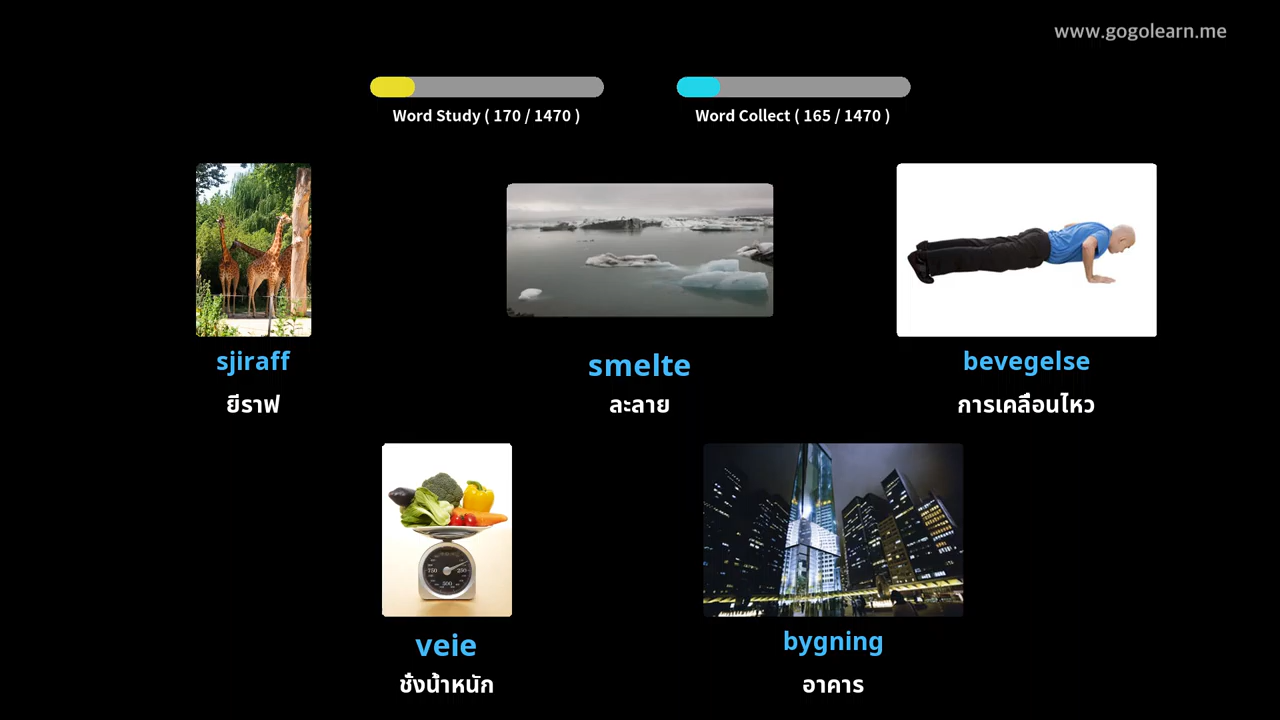 www.gogolearn.me
Word Study ( 170 / 1470 )
Word Collect ( 165 / 1470 )
sjiraff
ยีราฟ
smelte
ละลาย
bevegelse
การเคลื่อนไหว
veie
ชั่งน้ำหนัก
bygning
อาคาร